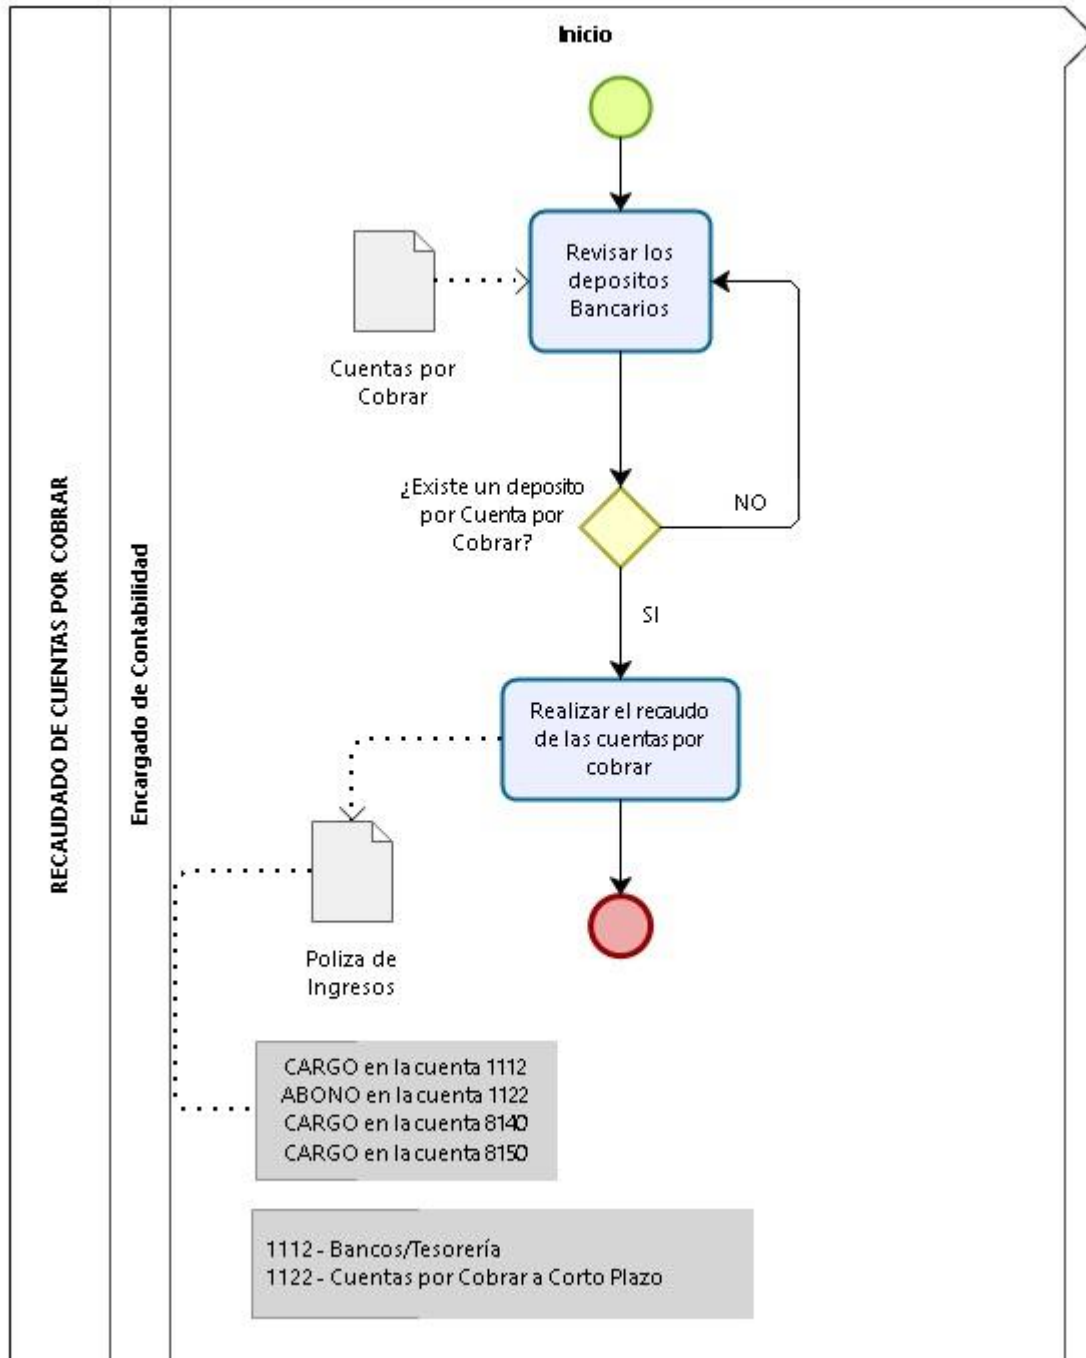 RECAUDADO DE CUENTAS POR COBRAR
Encargado de Contabilidad
Inicio
Revisar los
depositos
Bancarios
Cuentas por
Cobrar
¿Existe un deposito
por Cuenta por
Cobrar?
NO
SI
Realizar el recaudo
de las cuentas por
cobrar
Poliza de
Ingresos
CARGO en la cuenta 1112
ABONO en la cuenta 1122
CARGO en la cuenta 8140
CARGO en la cuenta 8150
1112 - Bancos/Tesorería
1122 - Cuentas por Cobrar a Corto Plazo